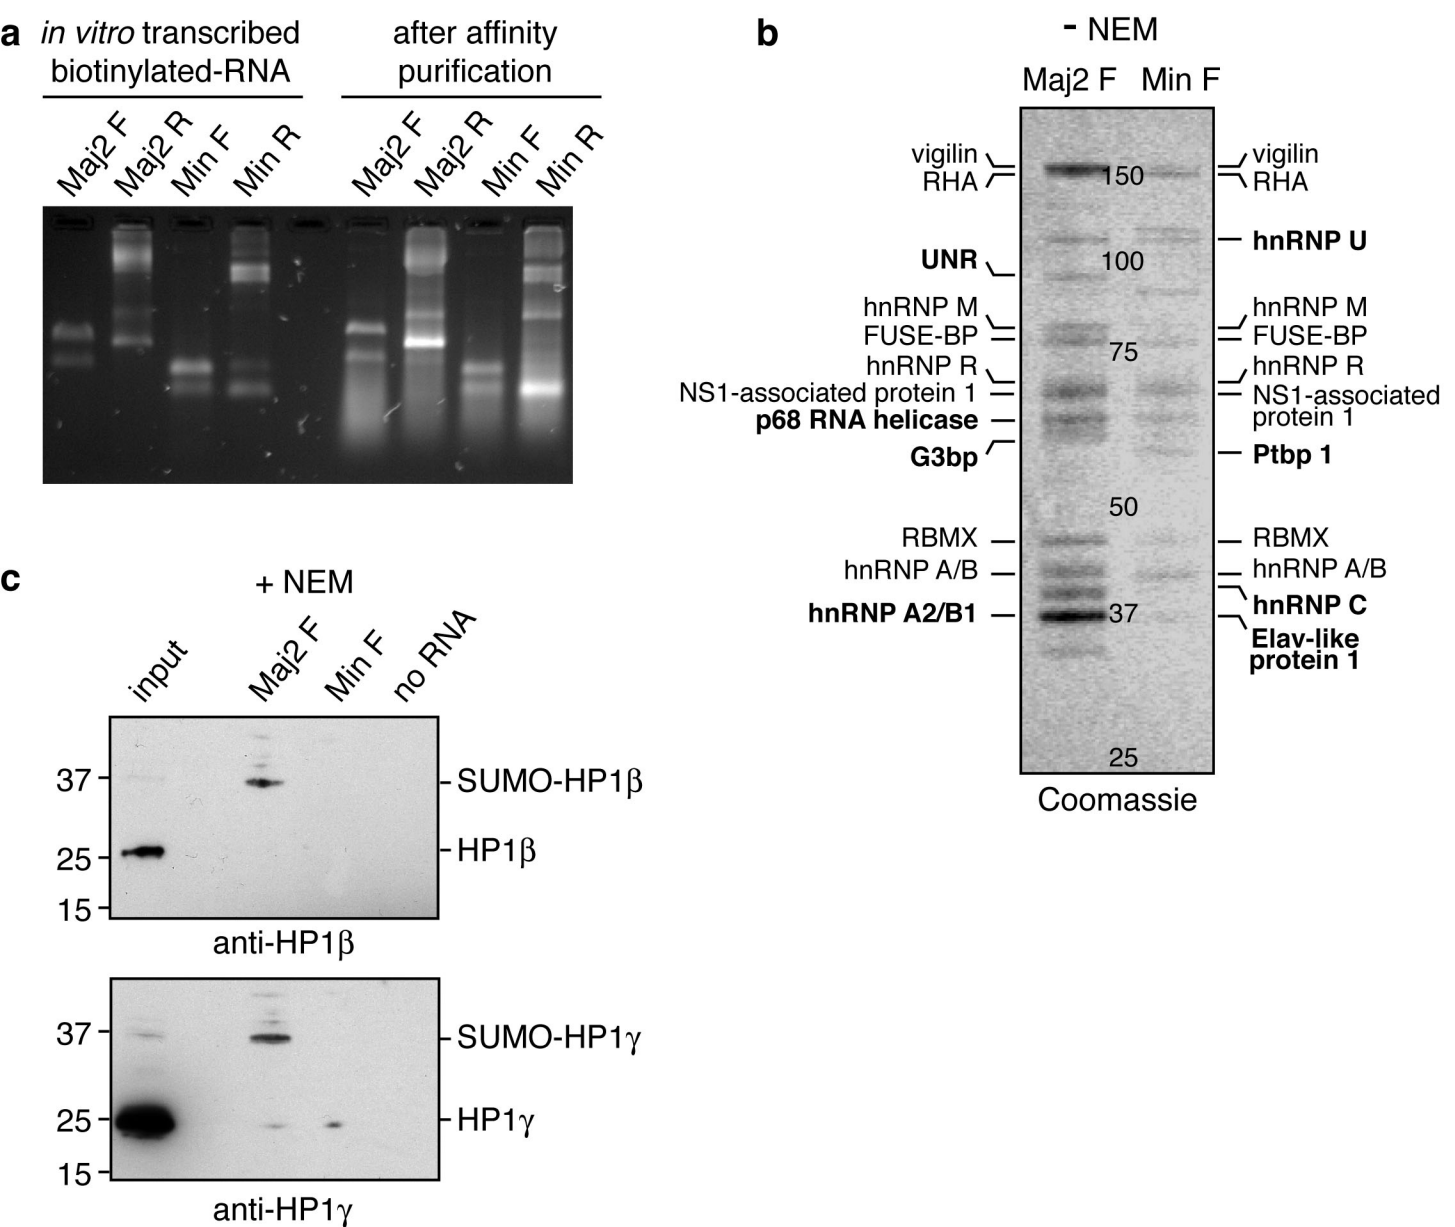 a
in vitro transcribed
biotinylated-RNA
after affinity
purification
Maj2 F
Maj2 R
Min F
Min R
Maj2 F
Maj2 R
Min F
Min R
b
- NEM
Maj2 F
Min F
vigilin
RHA
UNR
hnRNP M
FUSE-BP
hnRNP R
NS1-associated protein 1
p68 RNA helicase
G3bp
RBMX
hnRNP A/B
hnRNP A2/B1
150
100
75
50
37
25
vigilin
RHA
hnRNP U
hnRNP M
FUSE-BP
hnRNP R
NS1-associated
protein 1
Ptbp 1
RBMX
hnRNP A/B
hnRNP C
Elav-like
protein 1
Coomassie
c
+ NEM
input
Maj2 F
Min F
no RNA
37
25
15
SUMO-HP1β
HP1β
anti-HP1β
37
25
15
SUMO-HP1γ
HP1γ
anti-HP1γ